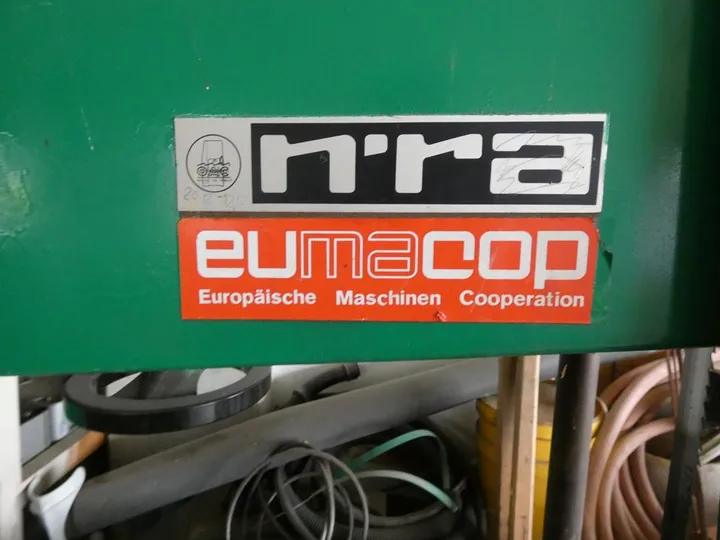 n'ra
eumacop
Europäische Maschinen Cooperation